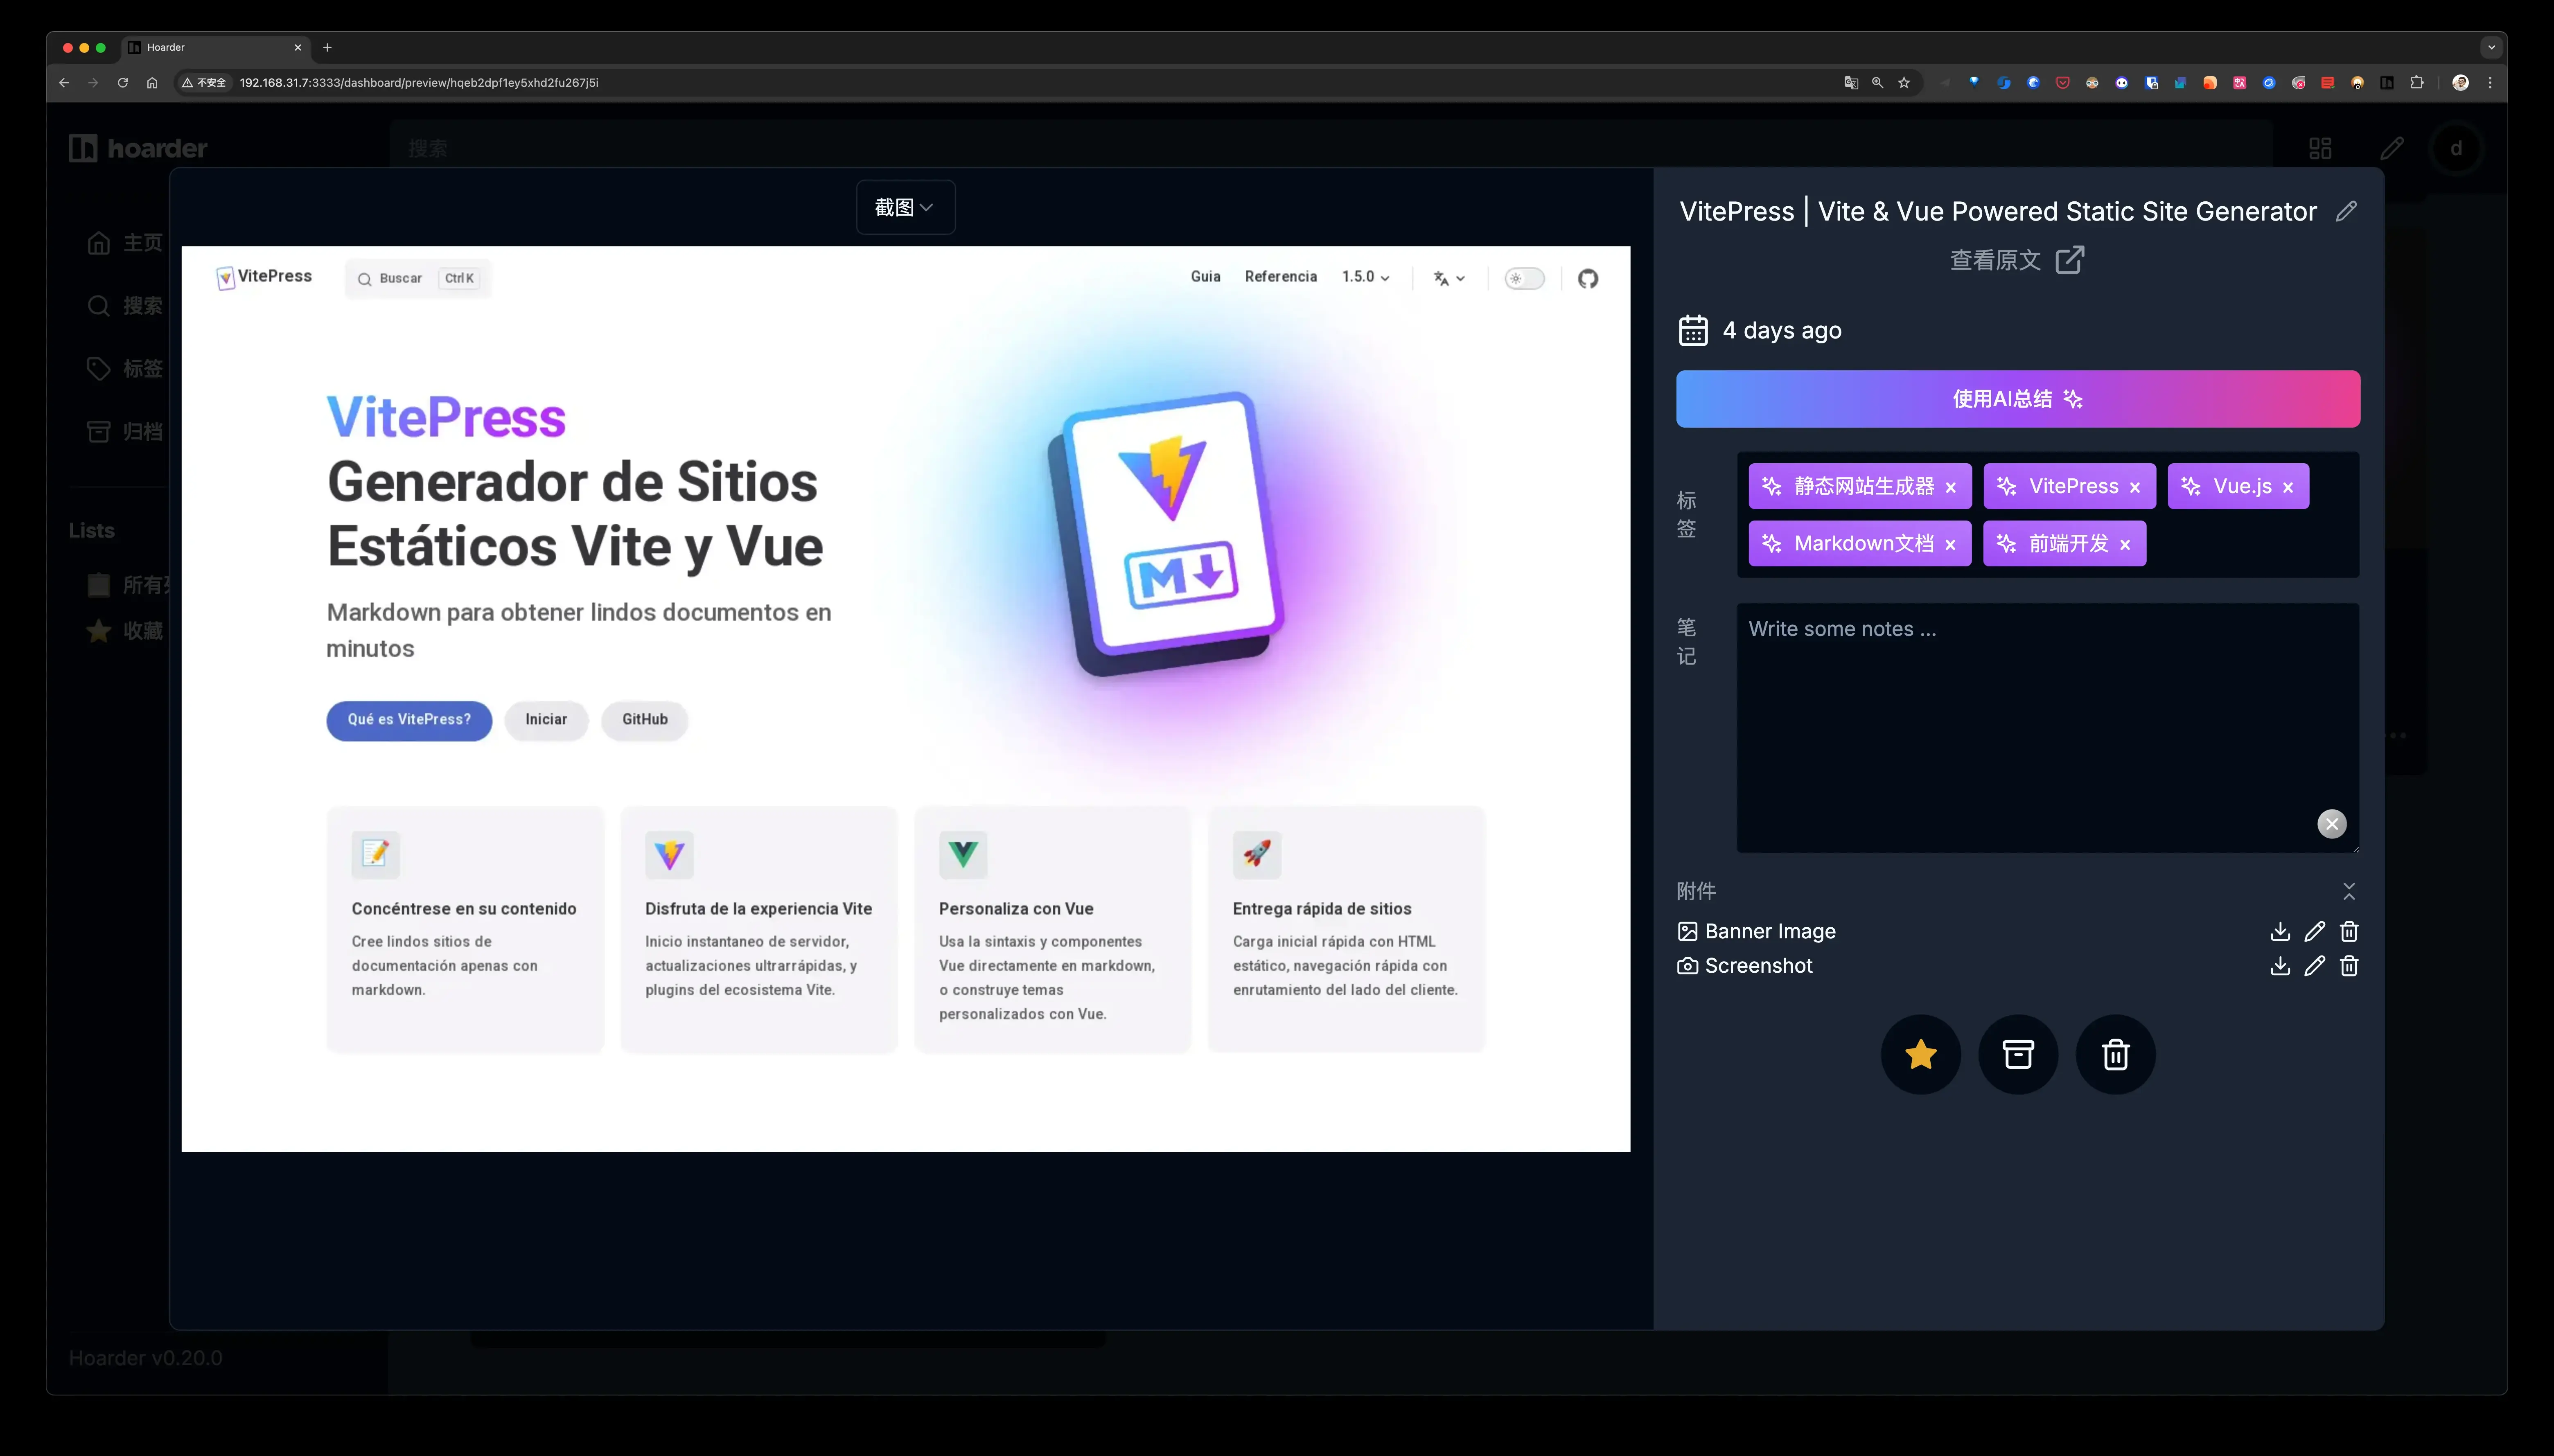 Hoarder
不安全
192.168.31.7:3333/dashboard/preview/hqeb2dpf1ey5xhd2fu267j5i
hoarder
搜索
d
主页
搜索
标签
归档
Lists
所有
收藏
Hoarder v0.20.0
截图
VitePress
Buscar
Ctrl K
Guia
Referencia
1.5.0
VitePress
Generador de Sitios
Estáticos Vite y Vue
Markdown para obtener lindos documentos en
minutos
Qué es VitePress?
Iniciar
GitHub
M
Concéntrese en su contenido
Cree lindos sitios de
documentación apenas con
markdown.
Disfruta de la experiencia Vite
Inicio instantaneo de servidor,
actualizaciones ultrarrápidas, y
plugins del ecosistema Vite.
Personaliza con Vue
Usa la sintaxis y componentes
Vue directamente en markdown,
o construye temas
personalizados con Vue.
Entrega rápida de sitios
Carga inicial rápida con HTML
estático, navegación rápida con
enrutamiento del lado del cliente.
VitePress | Vite & Vue Powered Static Site Generator
查看原文
4 days ago
使用AI总结
标签
静态网站生成器
VitePress
Vue.js
Markdown文档
前端开发
笔记
Write some notes ...
附件
Banner Image
Screenshot